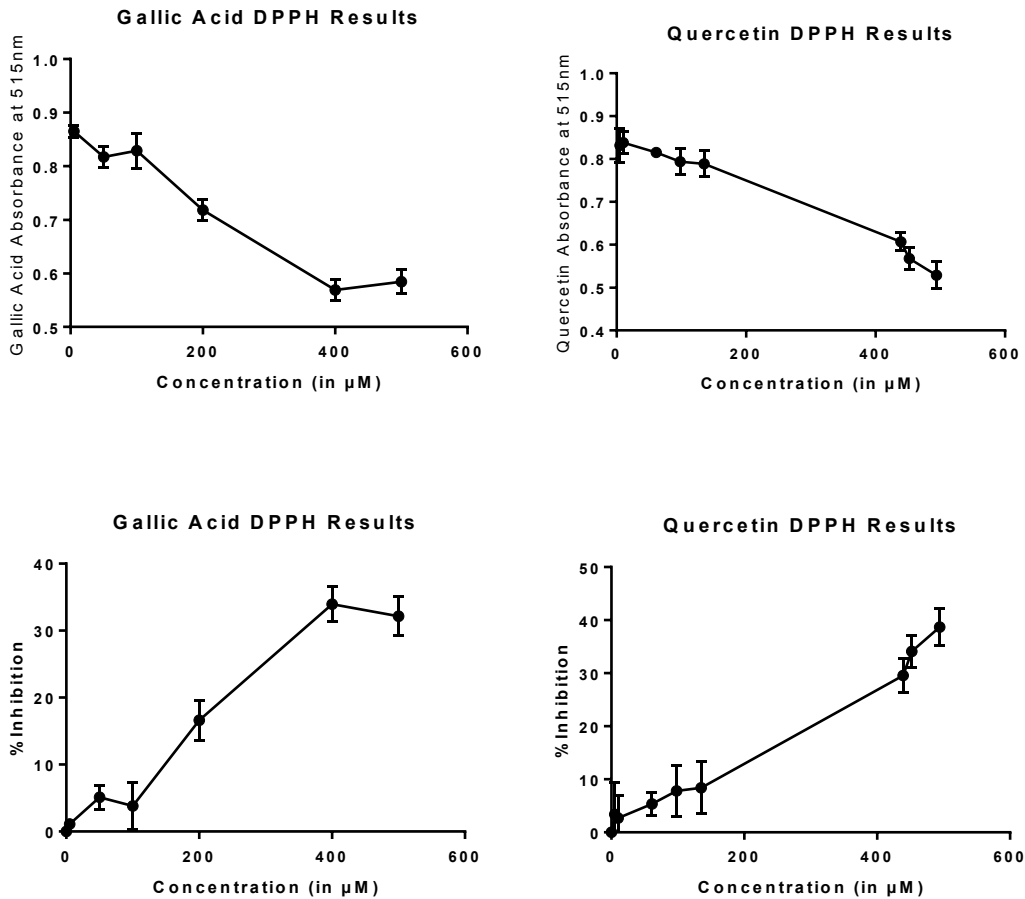 Gallic Acid DPPH Results
Gallic Acid Absorbance at 515nm
1.0
0.9
0.8
0.7
0.6
0.5
0 200 400 600
Concentration (in µM)
Quercetin DPPH Results
Quercetin Absorbance at 515nm
1.0
0.9
0.8
0.7
0.6
0.5
0.4
0 200 400 600
Concentration (in µM)
Gallic Acid DPPH Results
% Inhibition
40
30
20
10
0
0 200 400 600
Concentration (in µM)
Quercetin DPPH Results
% Inhibition
50
40
30
20
10
0
0 200 400 600
Concentration (in µM)